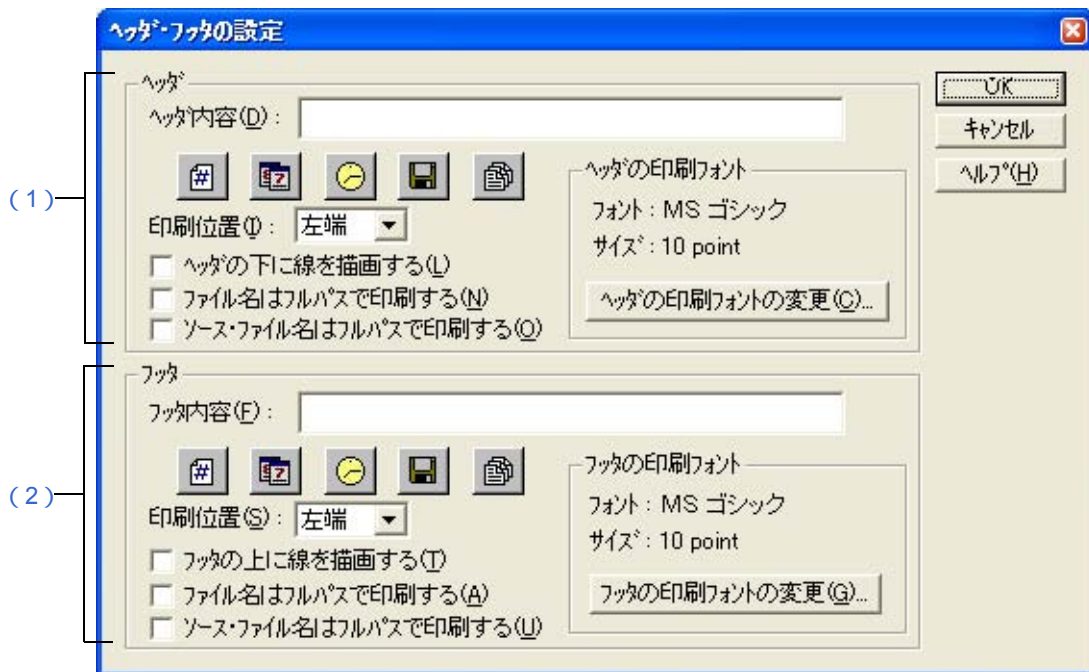 ヘッダ・フッタの設定
ヘッダ
ヘッダ内容(D):
OK
キャンセル
ヘルプ(H)
(1)
印刷位置(I): 左端
ヘッダの下に線を描画する(L)
ファイル名はフルパスで印刷する(N)
ソース・ファイル名はフルパスで印刷する(O)
ヘッダの印刷フォント
フォント:MS ゴシック
サイズ:10 point
ヘッダの印刷フォントの変更(C)...
フッタ
フッタ内容(F):
(2)
印刷位置(S): 左端
フッタの上に線を描画する(T)
ファイル名はフルパスで印刷する(A)
ソース・ファイル名はフルパスで印刷する(U)
フッタの印刷フォント
フォント:MS ゴシック
サイズ:10 point
フッタの印刷フォントの変更(G)...